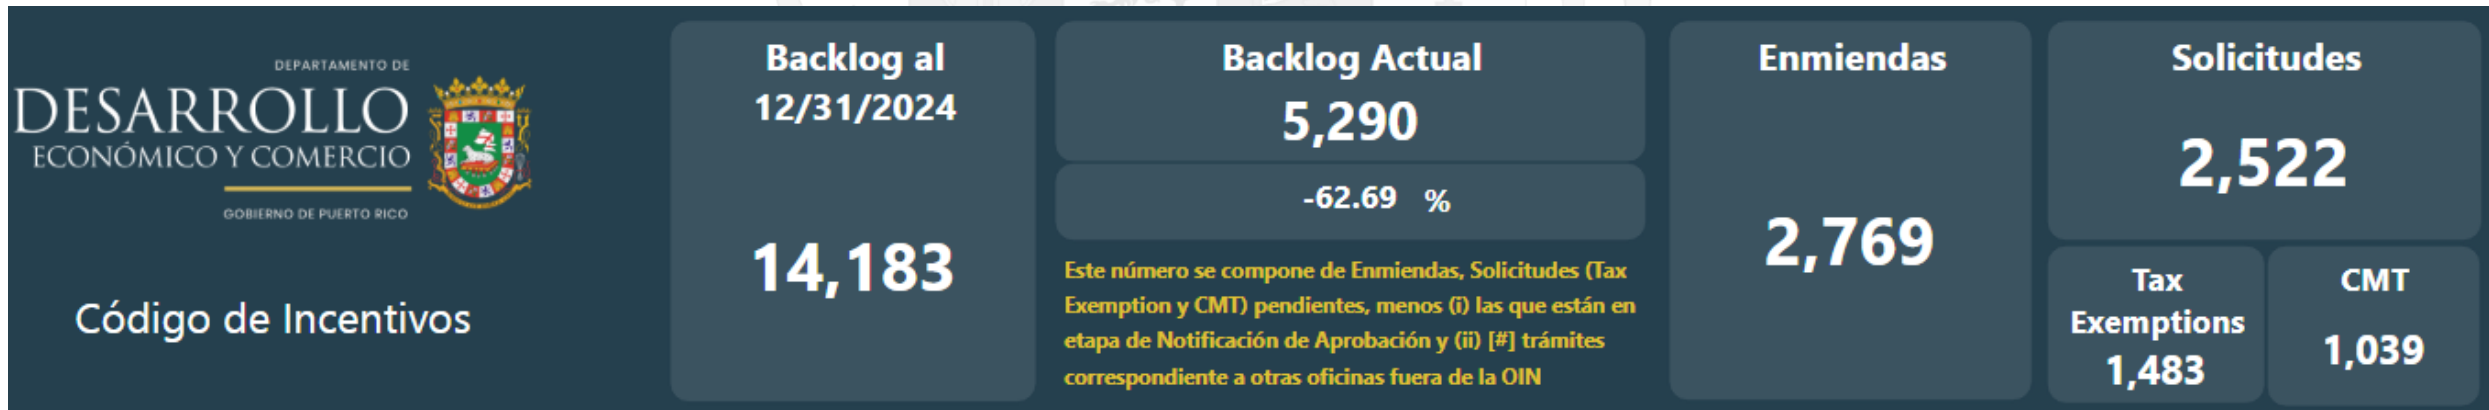 DEPARTAMENTO DE
DESARROLLO
ECONÓMICO Y COMERCIO
GOBIERNO DE PUERTO RICO
Código de Incentivos
Backlog al
12/31/2024
14,183
Backlog Actual
5,290
-62.69 %
Este número se compone de Enmiendas, Solicitudes (Tax
Exemption y CMT) pendientes, menos (i) las que están en
etapa de Notificación de Aprobación y (ii) [#] trámites
correspondiente a otras oficinas fuera de la OIN
Enmiendas
2,769
Solicitudes
2,522
Tax
Exemptions
1,483
CMT
1,039